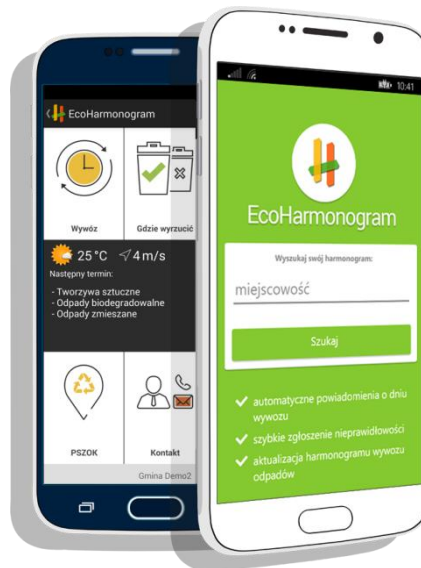 EcoHarmonogram
Wywóz
Gdzie wyrzucić
25°C 4m/s
Następny termin:
- Tworzywa sztuczne
- Odpady biodegradowalne
- Odpady zmieszane
PSZOK
Kontakt
Gmina Demo2
10:41
EcoHarmonogram
Wyszukaj swój harmonogram:
miejscowość
Szukaj
automatyczne powiadomienia o dniu
wywozu
szybkie zgłoszenie nieprawidłowości
aktualizacja harmonogramu wywozu
odpadów